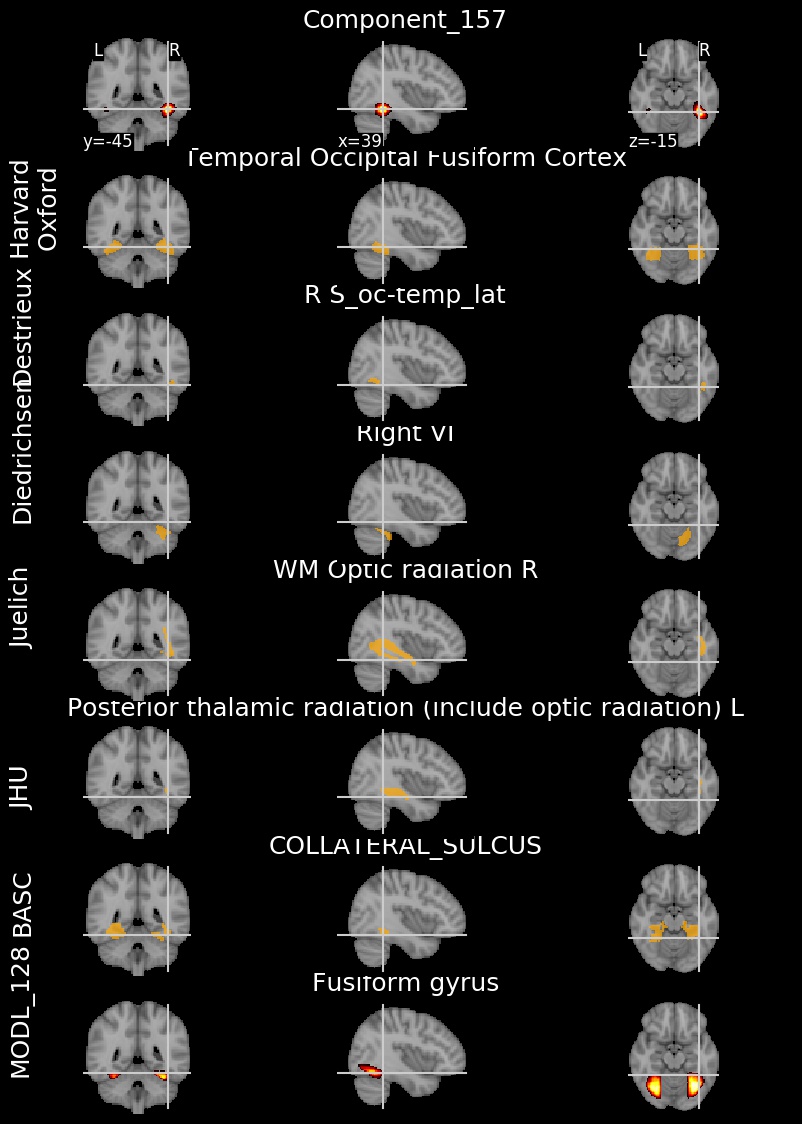 Component_157
L R L R
y=-45 x=39 z=-15
Harvard
Oxford
Temporal Occipital Fusiform Cortex
Destrieux
R S_oc-temp_lat
Diedrichsen
Right VI
Juelich
WM Optic radiation R
JHU
Posterior thalamic radiation (include optic radiation) L
BASC
COLLATERAL_SULCUS
MODL_128
Fusiform gyrus